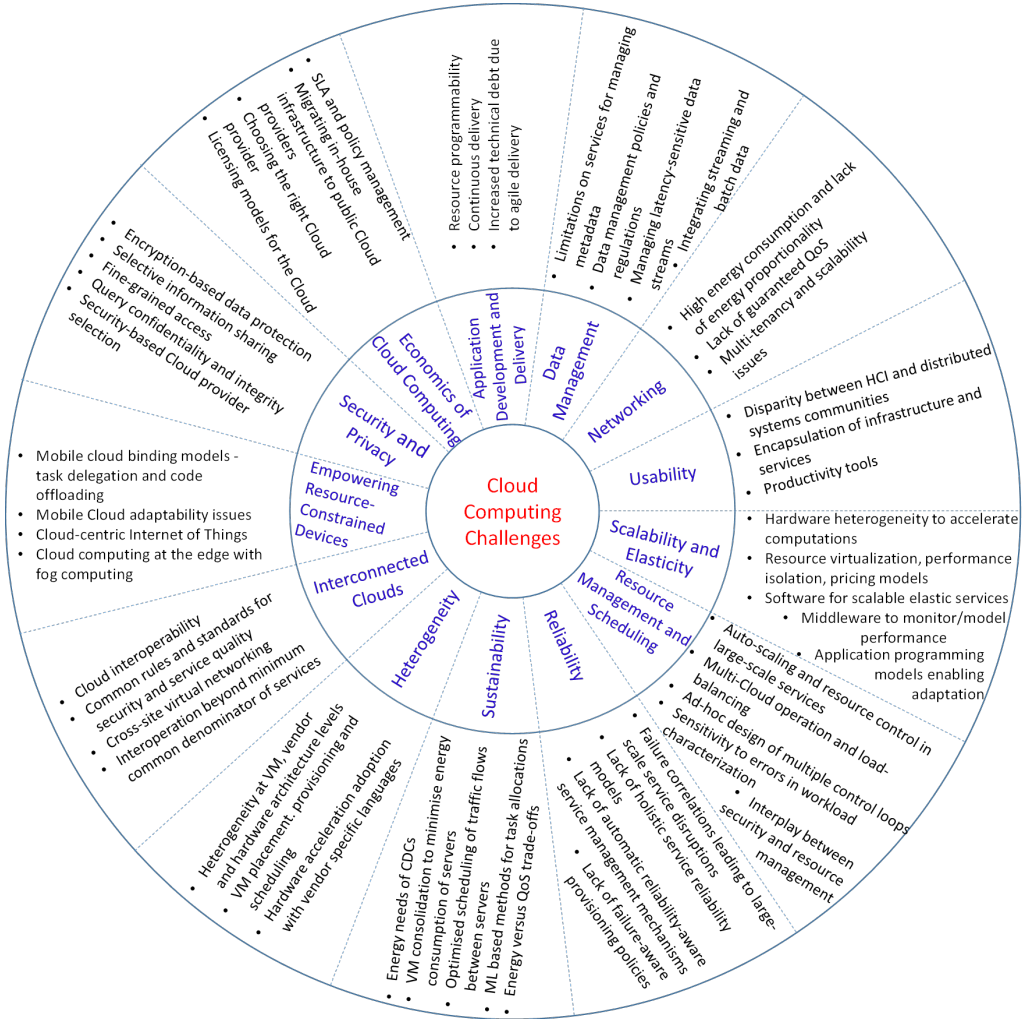 Cloud
Computing
Challenges
Application
Development and
Delivery
• Resource programmability
• Continuous delivery
• Increased technical debt due
to agile delivery
Data
Management
• Limitations on services for managing
metadata
• Data management policies and
regulations
• Managing latency-sensitive data
streams
• Integrating streaming and
batch data
Networking
• High energy consumption and lack
of energy proportionality
• Lack of guaranteed QoS
• Multi-tenancy and scalability
issues
Usability
• Disparity between HCI and distributed
systems communities
• Encapsulation of infrastructure and
services
• Productivity tools
Scalability and
Elasticity
• Hardware heterogeneity to accelerate
computations
• Resource virtualization, performance
isolation, pricing models
• Software for scalable elastic services
• Middleware to monitor/model
performance
• Application programming
models enabling
adaptation
Resource
Management and
Scheduling
• Auto-scaling and resource control in
large-scale services
• Multi-Cloud operation and load-
balancing
• Ad-hoc design of multiple control loops
• Sensitivity to errors in workload
characterization
• Interplay between
security and resource
management
Reliability
• Failure correlations leading to large-
scale service disruptions
• Lack of holistic service reliability
models
• Lack of automatic reliability-aware
service management mechanisms
• Lack of failure-aware
provisioning policies
Sustainability
• Energy needs of CDCs
• VM consolidation to minimise energy
consumption of servers
• Optimised scheduling of traffic flows
between servers
• ML based methods for task allocations
• Energy versus QoS trade-offs
Heterogeneity
• Heterogeneity at VM, vendor
and hardware architecture levels
• VM placement, provisioning and
scheduling
• Hardware acceleration adoption
with vendor specific languages
Interconnected
Clouds
• Cloud interoperability
• Common rules and standards for
security and service quality
• Cross-site virtual networking
• Interoperation beyond minimum
common denominator of services
Empowering
Resource-
Constrained
Devices
• Mobile cloud binding models -
task delegation and code
offloading
• Mobile Cloud adaptability issues
• Cloud-centric Internet of Things
• Cloud computing at the edge with
fog computing
Security and
Privacy
• Encryption-based data protection
• Selective information sharing
• Fine-grained access
• Query confidentiality and integrity
• Security-based Cloud provider
selection
Economics of
Cloud Computing
• SLA and policy management
• Migrating in-house
infrastructure to public Cloud
providers
• Choosing the right Cloud
provider
• Licensing models for the Cloud